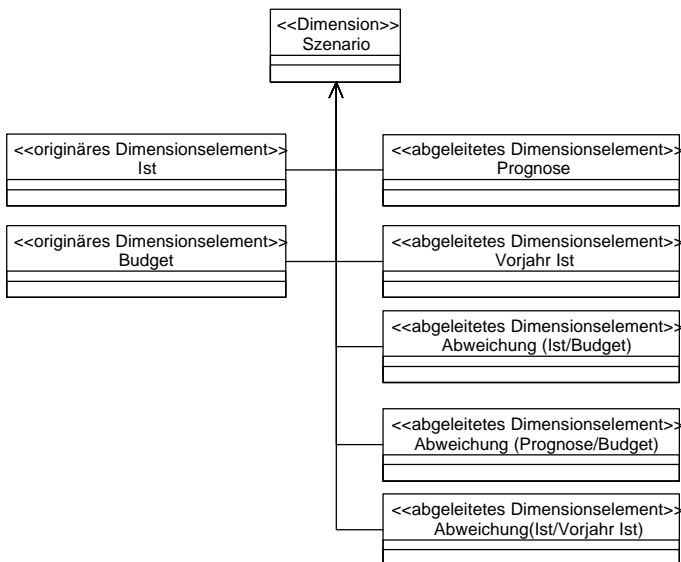 <<Dimension>>
Szenario
<<originäres Dimensionselement>>
Ist
<<abgeleitetes Dimensionselement>>
Prognose
<<originäres Dimensionselement>>
Budget
<<abgeleitetes Dimensionselement>>
Vorjahr Ist
<<abgeleitetes Dimensionselement>>
Abweichung (Ist/Budget)
<<abgeleitetes Dimensionselement>>
Abweichung (Prognose/Budget)
<<abgeleitetes Dimensionselement>>
Abweichung(Ist/Vorjahr Ist)